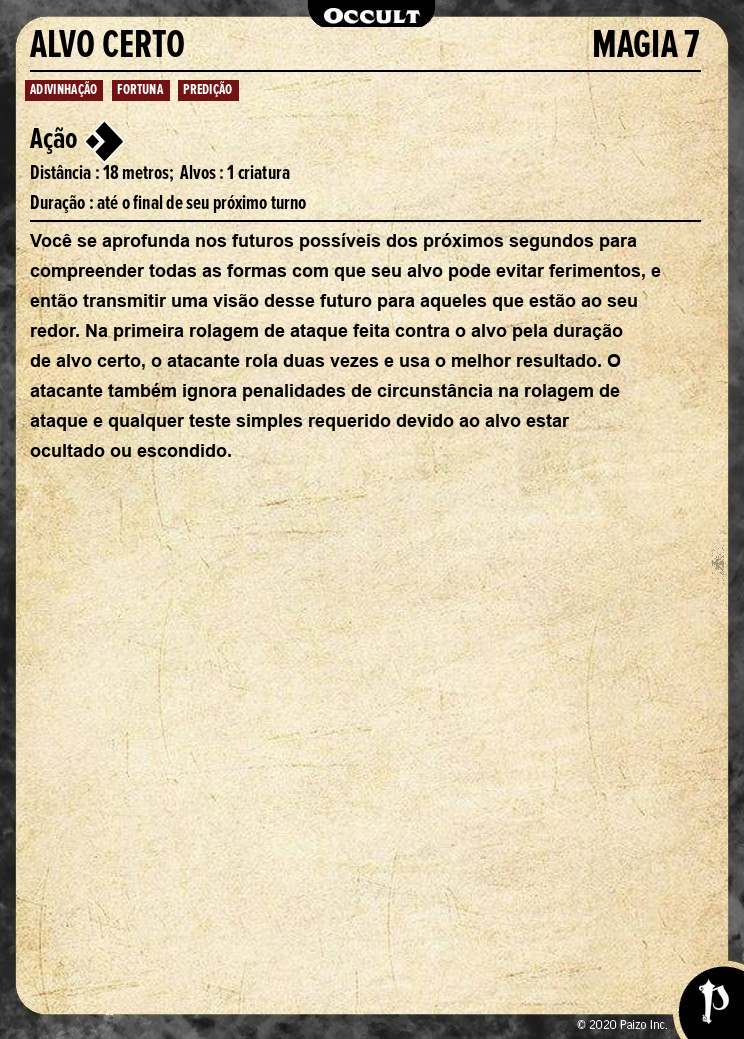 OCCULT
ALVO CERTO MAGIA 7
ADIVINHAÇÃO FORTUNA PREDIÇÃO
Ação
Distância : 18 metros; Alvos : 1 criatura
Duração : até o final de seu próximo turno
Você se aprofunda nos futuros possíveis dos próximos segundos para
compreender todas as formas com que seu alvo pode evitar ferimentos, e
então transmitir uma visão desse futuro para aqueles que estão ao seu
redor. Na primeira rolagem de ataque feita contra o alvo pela duração
de alvo certo, o atacante rola duas vezes e usa o melhor resultado. O
atacante também ignora penalidades de circunstância na rolagem de
ataque e qualquer teste simples requerido devido ao alvo estar
ocultado ou escondido.
© 2020 Paizo Inc.